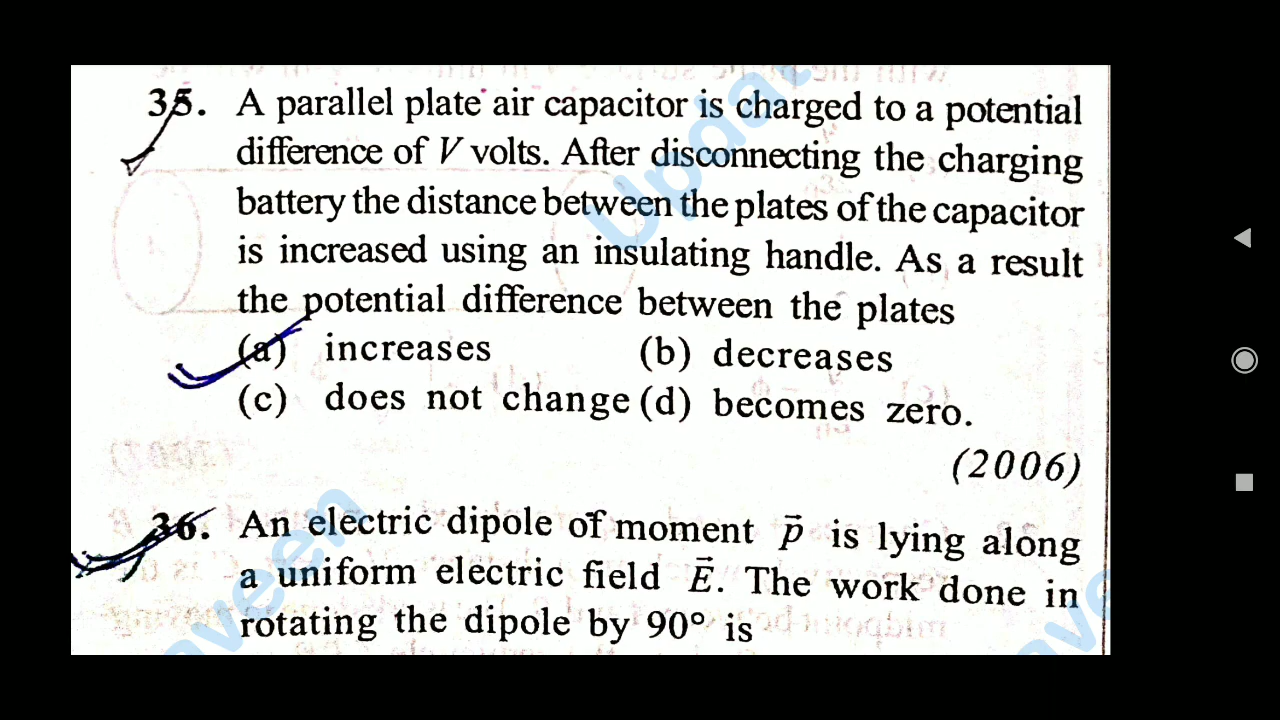 35. A parallel plate air capacitor is charged to a potential
difference of V volts. After disconnecting the charging
battery the distance between the plates of the capacitor
is increased using an insulating handle. As a result
the potential difference between the plates
(a) increases (b) decreases
(c) does not change (d) becomes zero.
(2006)
36. An electric dipole of moment p⃗ is lying along
a uniform electric field E⃗. The work done in
rotating the dipole by 90° is